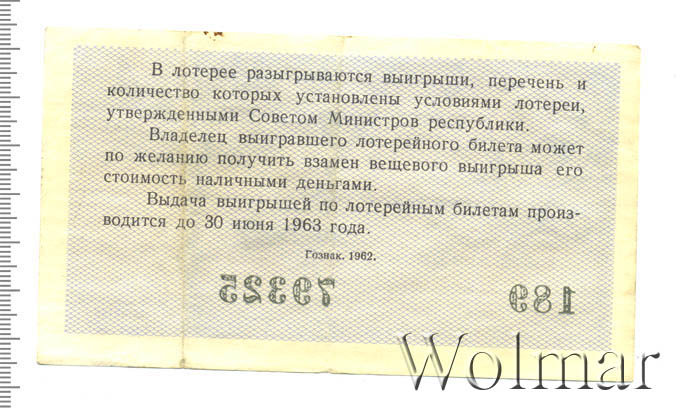 В лотерее разыгрываются выигрыши, перечень и
количество которых установлены условиями лотереи,
утвержденными Советом Министров республики.
Владелец выигравшего лотерейного билета может
по желанию получить взамен вещевого выигрыша его
стоимость наличными деньгами.
Выдача выигрышей по лотерейным билетам произ-
водится до 30 июня 1963 года.
Гознак. 1962.
189 79325
Wolmar